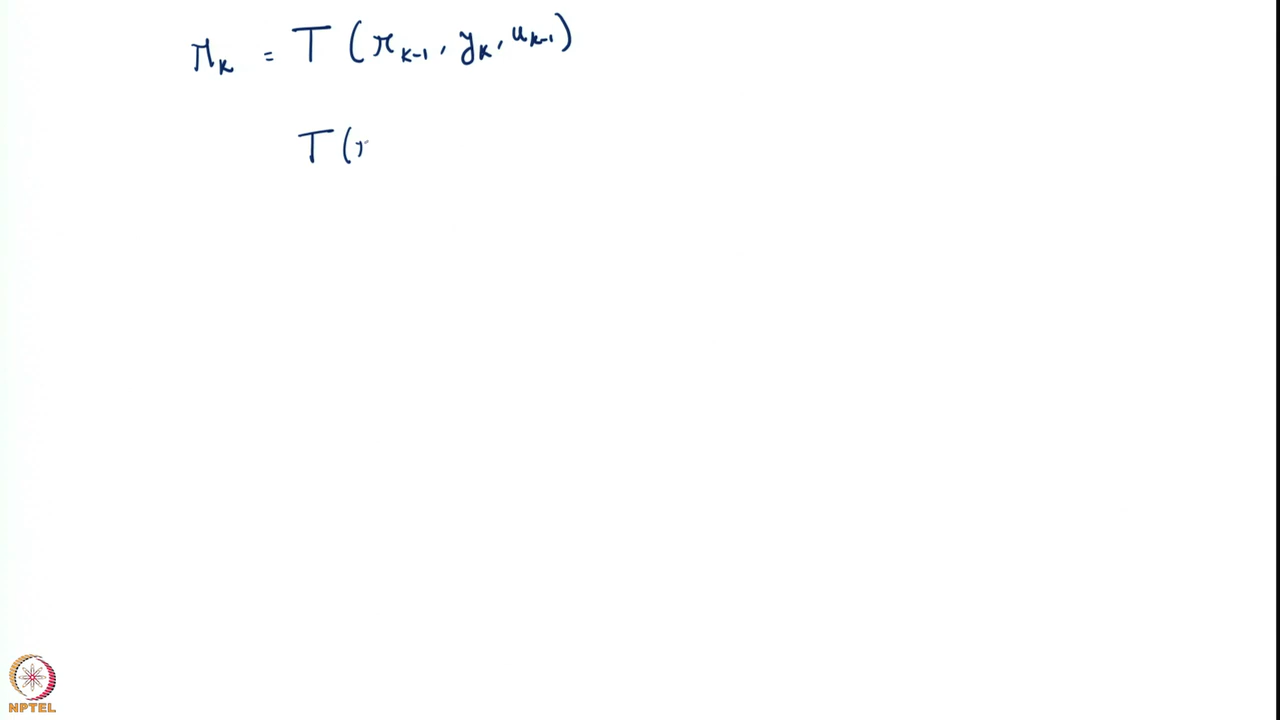 π_k = T (π_{k-1}, y_k, u_{k-1})
T (
NPTEL